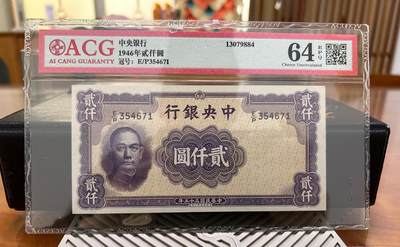 ACG
AI CANG GUARANTY
中央银行
1946年贰仟圆
冠号: E/P354671
13079884
64 EPQ
Choice Uncirculated
貳仟
貳仟
行銀央中
E/P 354671
E/P 354671
圓仟貳
貳仟
貳仟